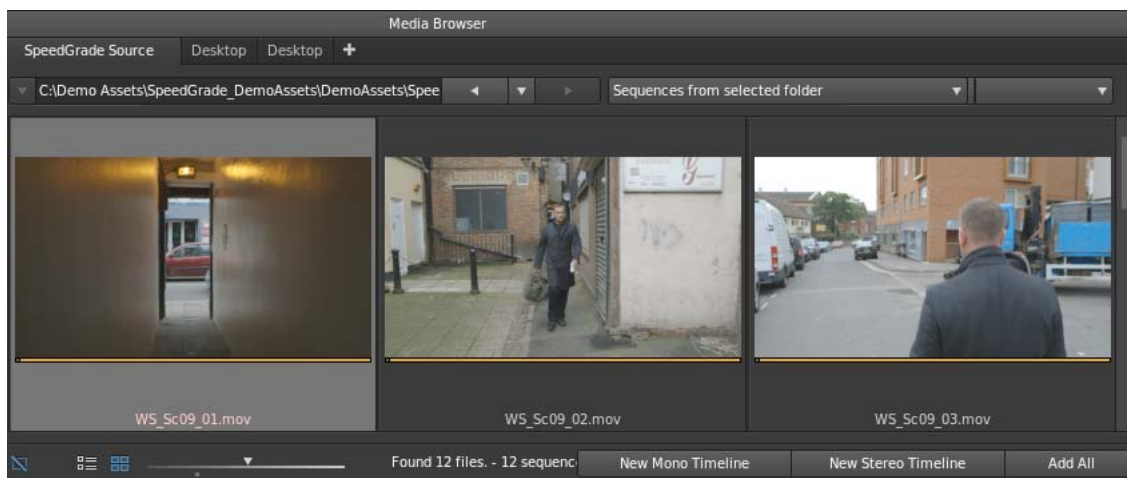 Media Browser
SpeedGrade Source Desktop Desktop +
C:\Demo Assets\SpeedGrade_DemoAssets\DemoAssets\Spee Sequences from selected folder
WS_Sc09_01.mov WS_Sc09_02.mov WS_Sc09_03.mov
Found 12 files. - 12 sequenc New Mono Timeline New Stereo Timeline Add All